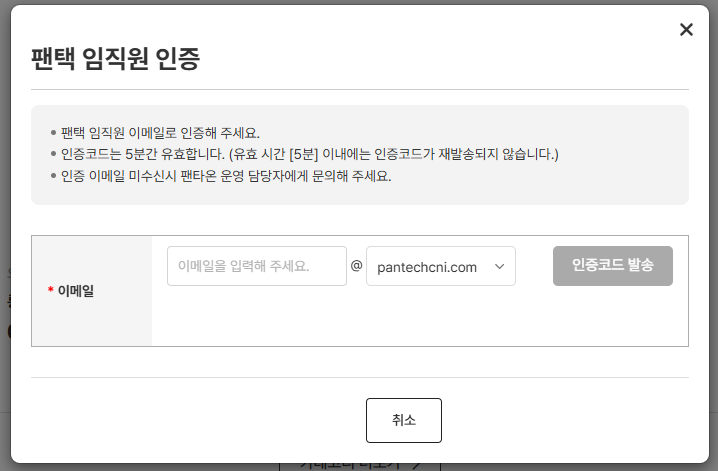 팬택 임직원 인증
팬택 임직원 이메일로 인증해 주세요.
인증코드는 5분간 유효합니다. (유효 시간 [5분] 이내에는 인증코드가 재발송되지 않습니다.)
인증 이메일 미수신시 팬타온 운영 담당자에게 문의해 주세요.
* 이메일
이메일을 입력해 주세요. @ pantechcni.com 인증코드 발송
취소